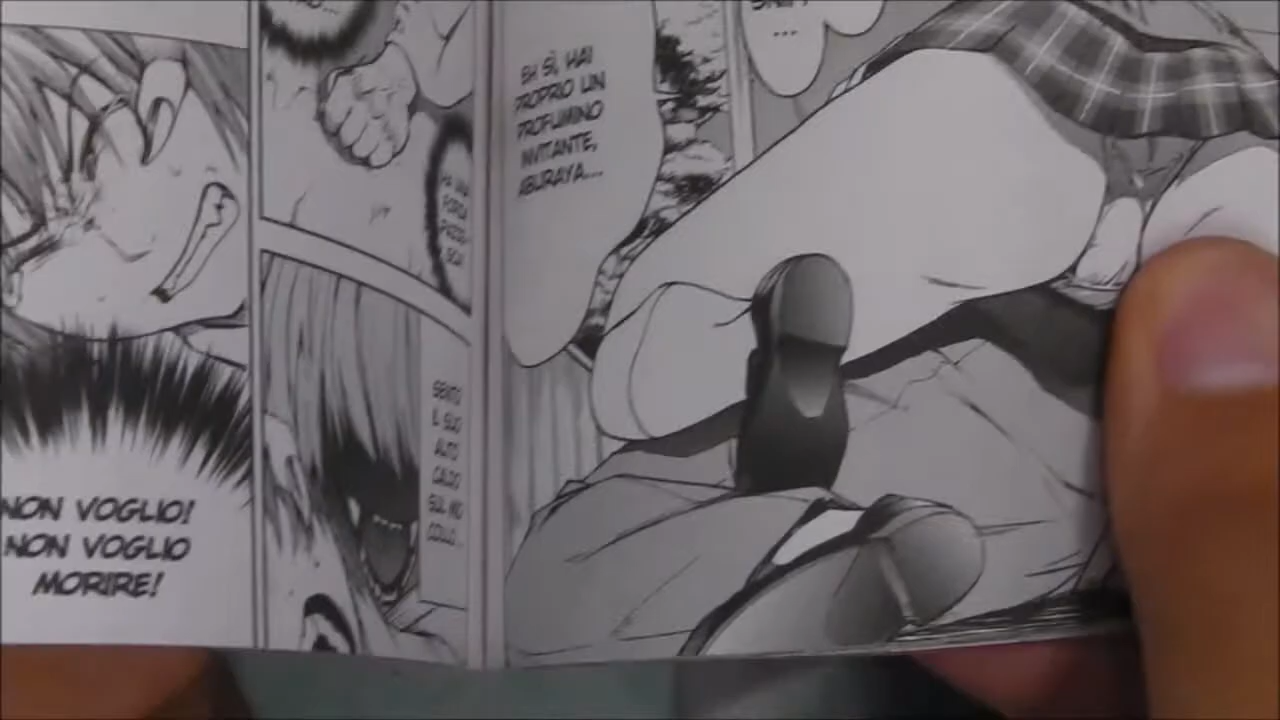 NON VOGLIO!
NON VOGLIO
MORIRE!
SENTO
IL SUO
ALITO
CALDO
SUL MIO
COLLO...
EH SÌ, HAI
PROPRIO UN
PROFUMINO
INVITANTE,
ABURAYA...
...